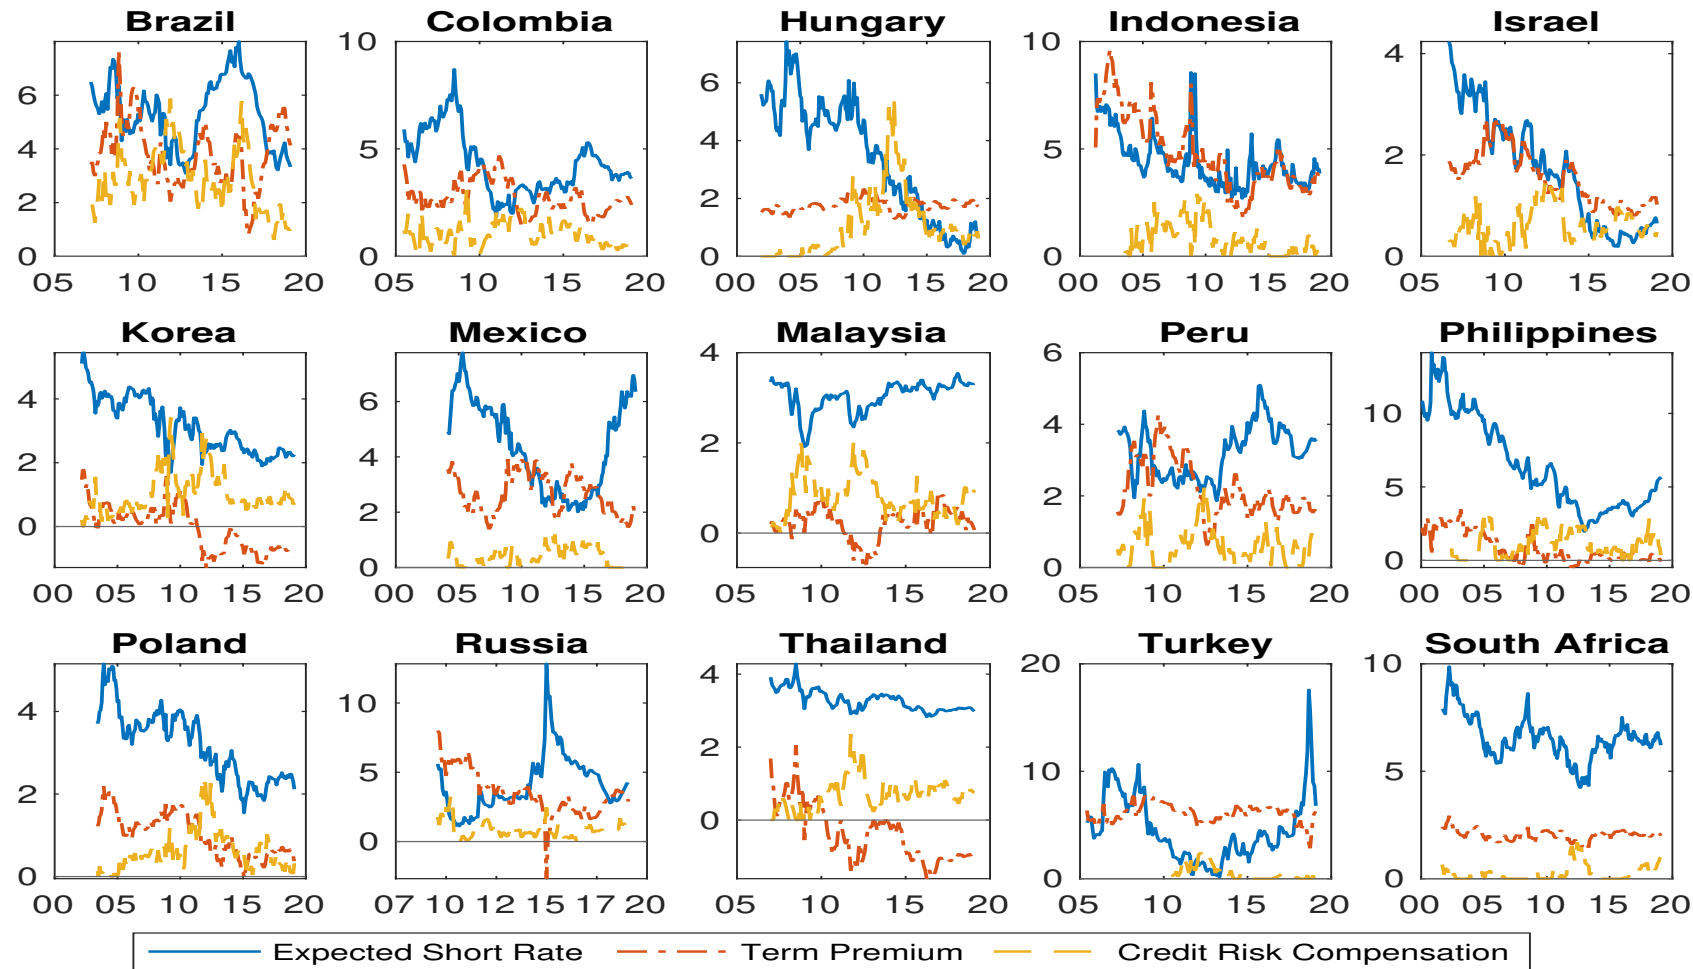 Brazil Colombia Hungary Indonesia Israel
6
4
2
0
05 10 15 20
10
5
0
05 10 15 20
6
4
2
0
00 05 10 15 20
10
5
0
00 05 10 15 20
4
2
0
05 10 15 20
Korea Mexico Malaysia Peru Philippines
4
2
0
00 05 10 15 20
6
4
2
0
00 05 10 15 20
4
2
0
05 10 15 20
6
4
2
0
05 10 15 20
10
5
0
00 05 10 15 20
Poland Russia Thailand Turkey South Africa
4
2
0
00 05 10 15 20
10
5
0
07 10 12 15 17 20
4
2
0
05 10 15 20
20
10
0
05 10 15 20
10
5
0
00 05 10 15 20
Expected Short Rate Term Premium Credit Risk Compensation